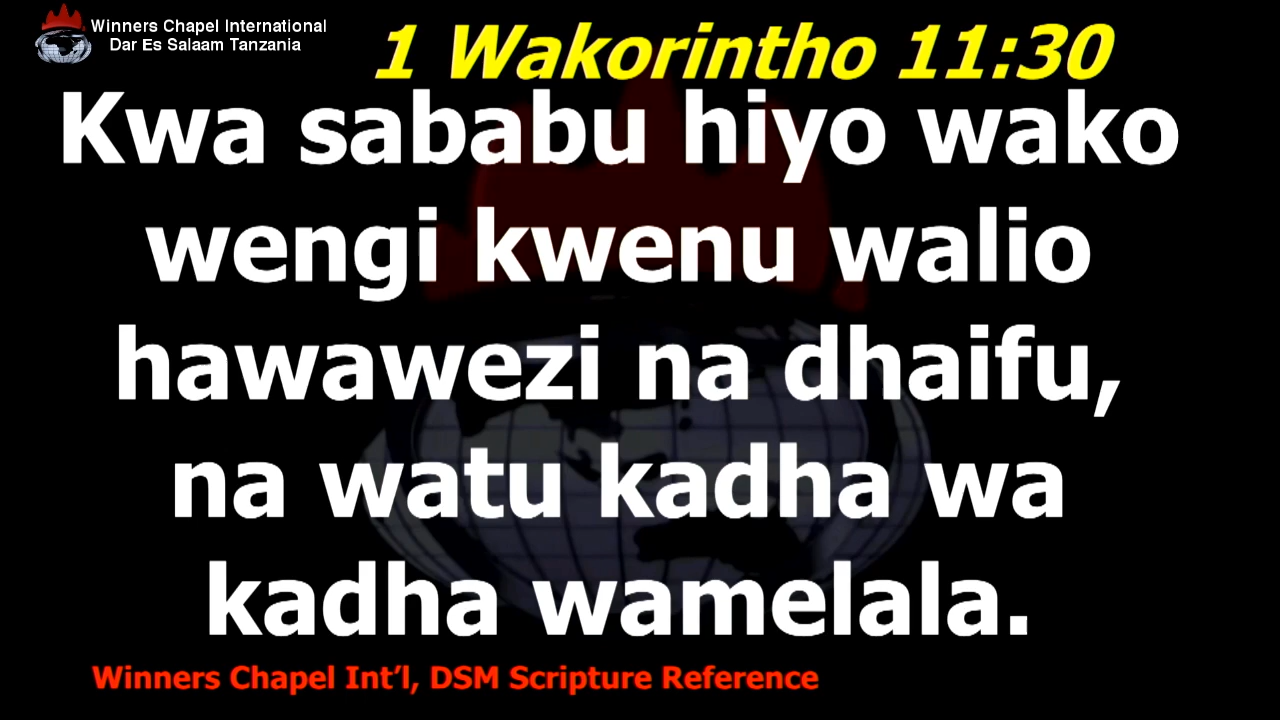 Winners Chapel International
Dar Es Salaam Tanzania
1 Wakorintho 11:30
Kwa sababu hiyo wako
wengi kwenu walio
hawawezi na dhaifu,
na watu kadha wa
kadha wamelala.
Winners Chapel Int’l, DSM Scripture Reference